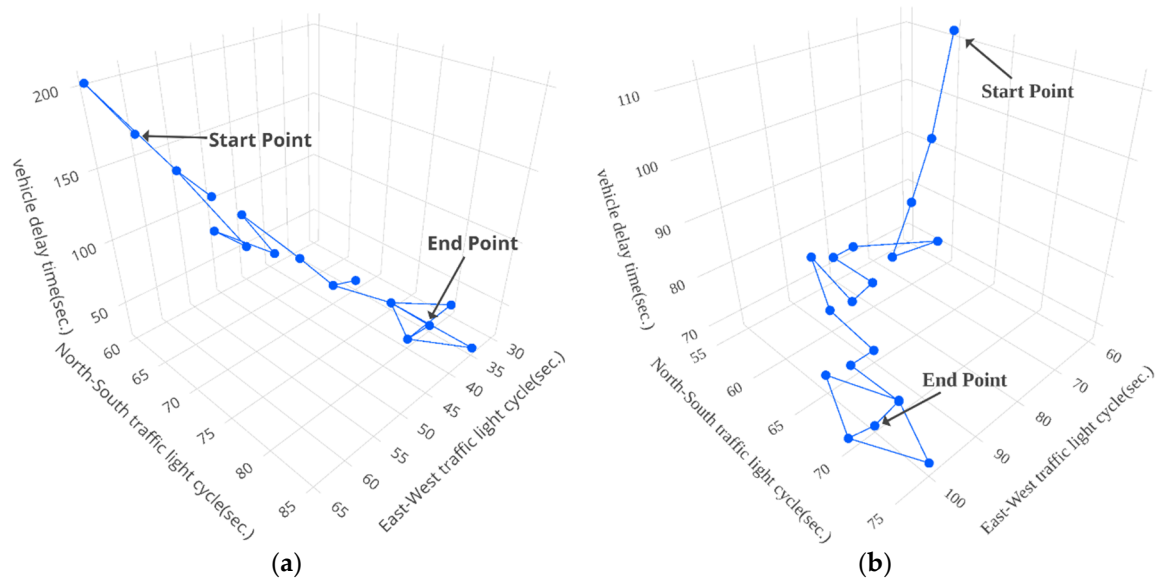 200
150
100
50
vehicle delay time(sec.)
60
65
70
75
80
85
North-South traffic light cycle(sec.)
65
60
55
50
45
40
35
30
East-West traffic light cycle(sec.)
Start Point
End Point
(a)
110
100
90
80
70
vehicle delay time(sec.)
55
60
65
70
75
North-South traffic light cycle(sec.)
100
90
80
70
60
East-West traffic light cycle(sec.)
Start Point
End Point
(b)